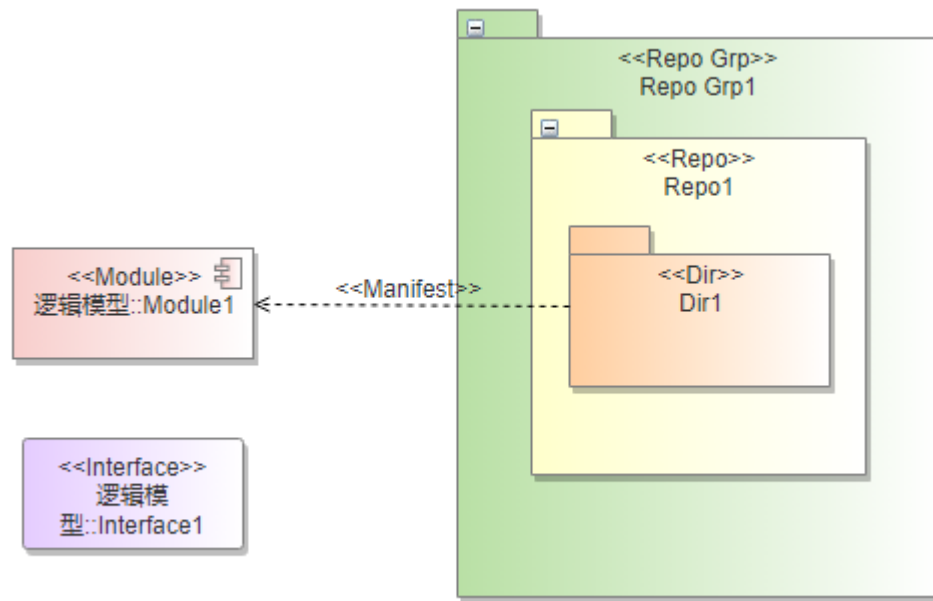 <<Repo Grp>>
Repo Grp1
<<Repo>>
Repo1
<<Module>>
逻辑模型::Module1
<<Manifest>>
<<Dir>>
Dir1
<<Interface>>
逻辑模
型::Interface1